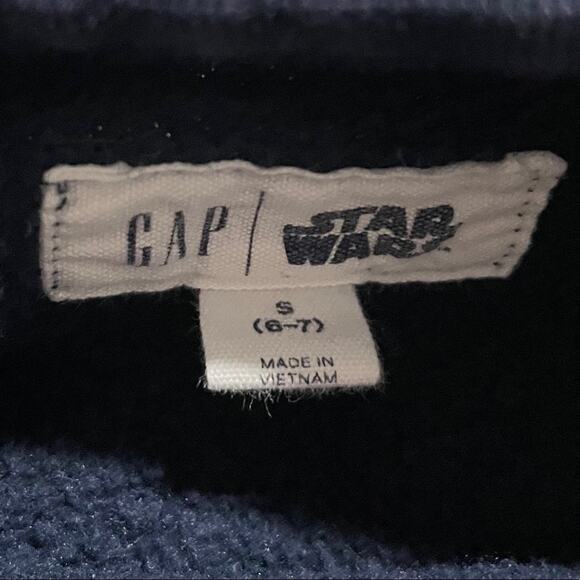 GAP / STAR WARS
S
(6-7)
MADE IN
VIETNAM